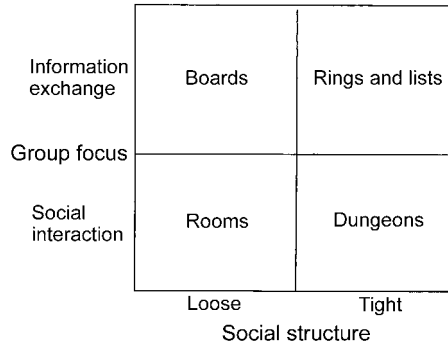 Information
exchange
Boards
Rings and lists
Group focus
Social
interaction
Rooms
Dungeons
Loose
Tight
Social structure